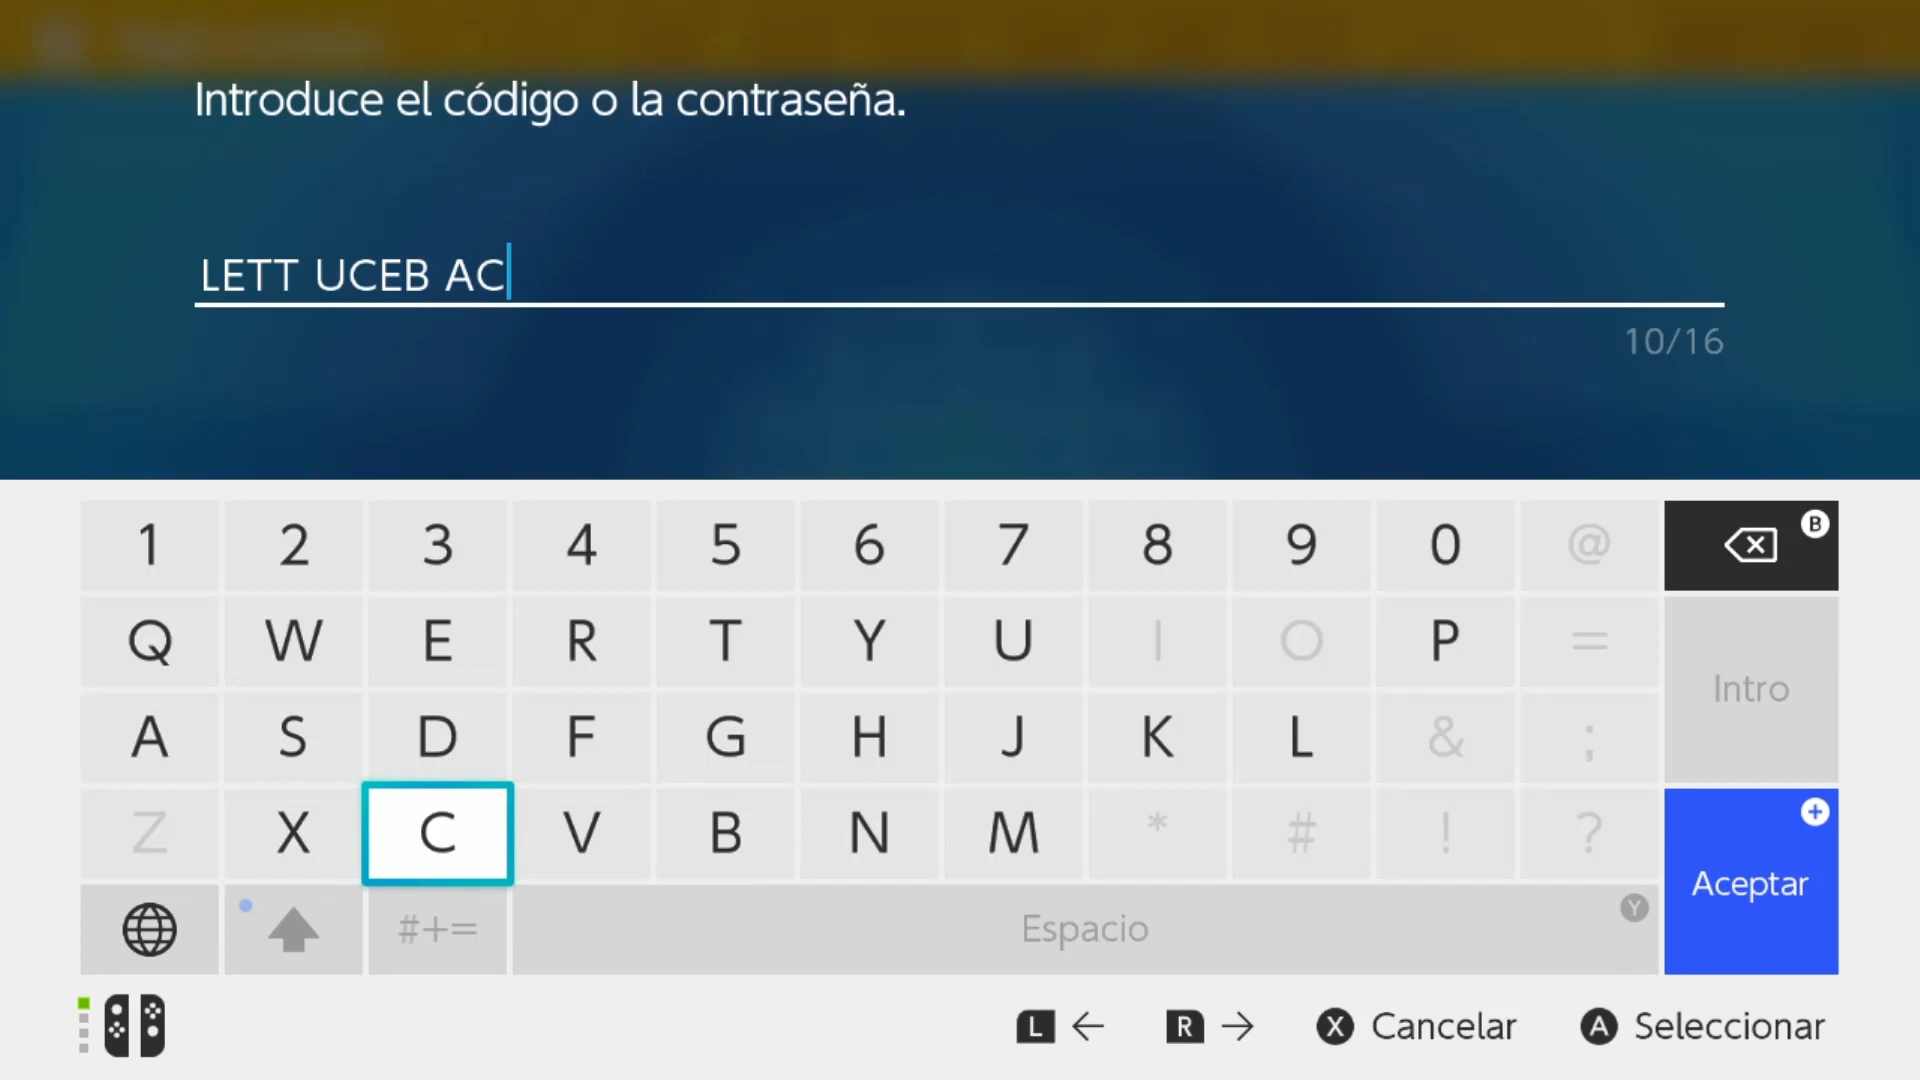 Introduce el código o la contraseña.
LETT UCEB AC
10/16
1 2 3 4 5 6 7 8 9 0 @ B
Q W E R T Y U I O P =
Intro
A S D F G H J K L & ;
Z X C V B N M * # ! ? +
Aceptar
#+= Espacio Y
L ← R → X Cancelar A Seleccionar